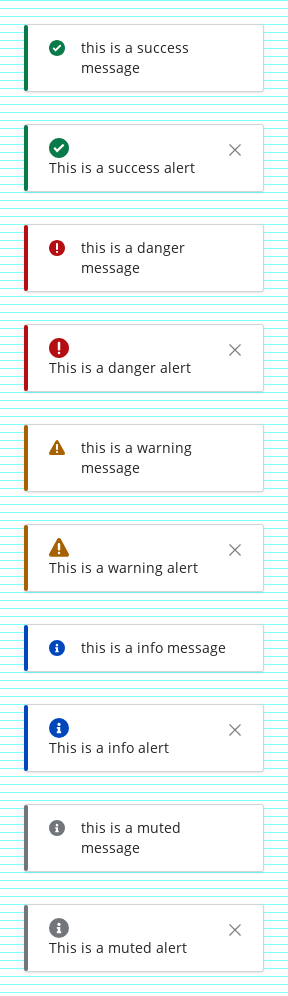 this is a success
message
This is a success alert
this is a danger
message
This is a danger alert
this is a warning
message
This is a warning alert
this is a info message
This is a info alert
this is a muted
message
This is a muted alert